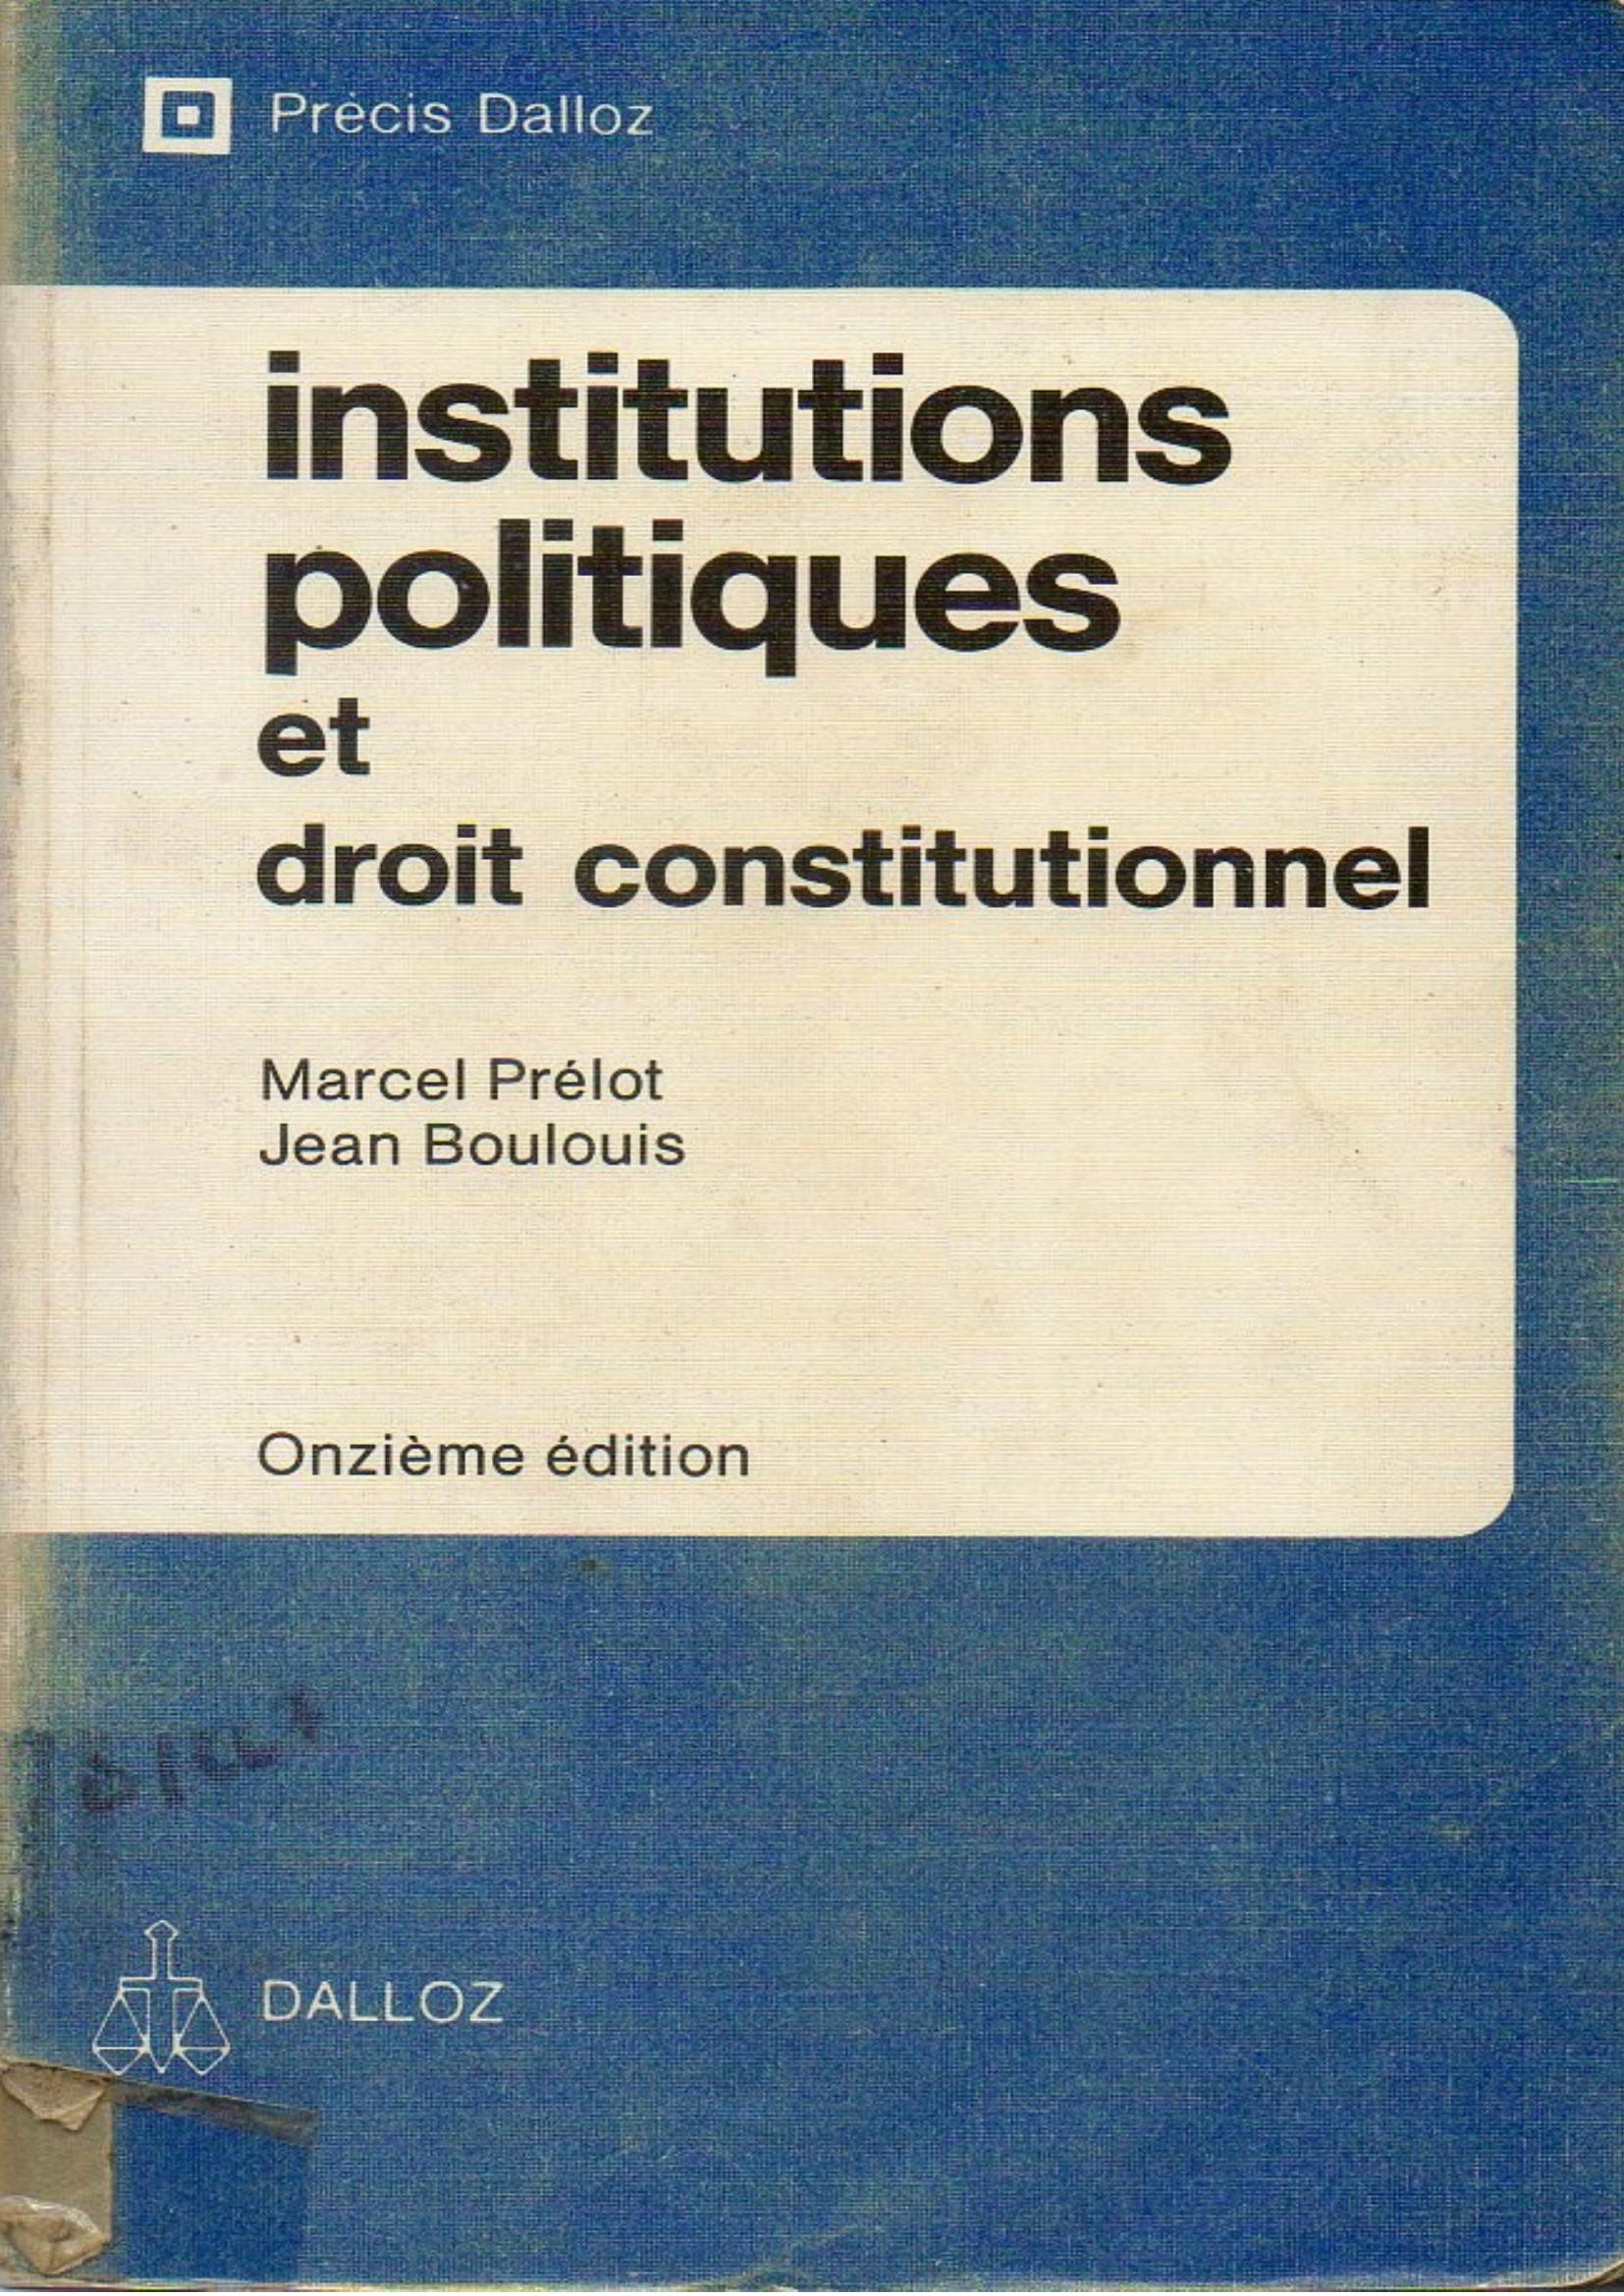 Précis Dalloz
institutions
politiques
et
droit constitutionnel
Marcel Prélot
Jean Boulouis
Onzième édition
DALLOZ